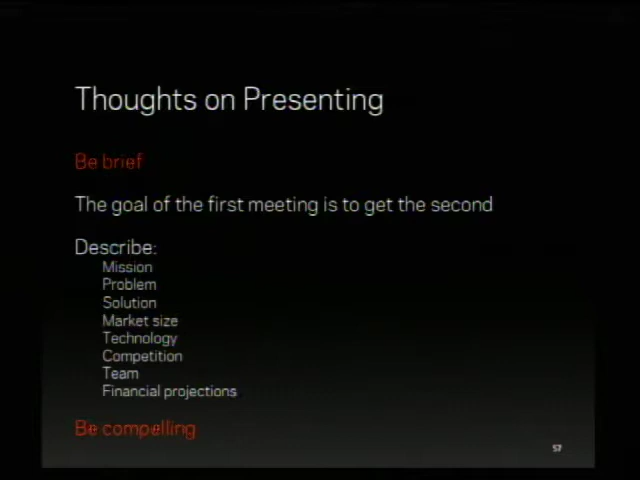 Thoughts on Presenting
Be brief
The goal of the first meeting is to get the second
Describe:
Mission
Problem
Solution
Market size
Technology
Competition
Team
Financial projections
Be compelling
57